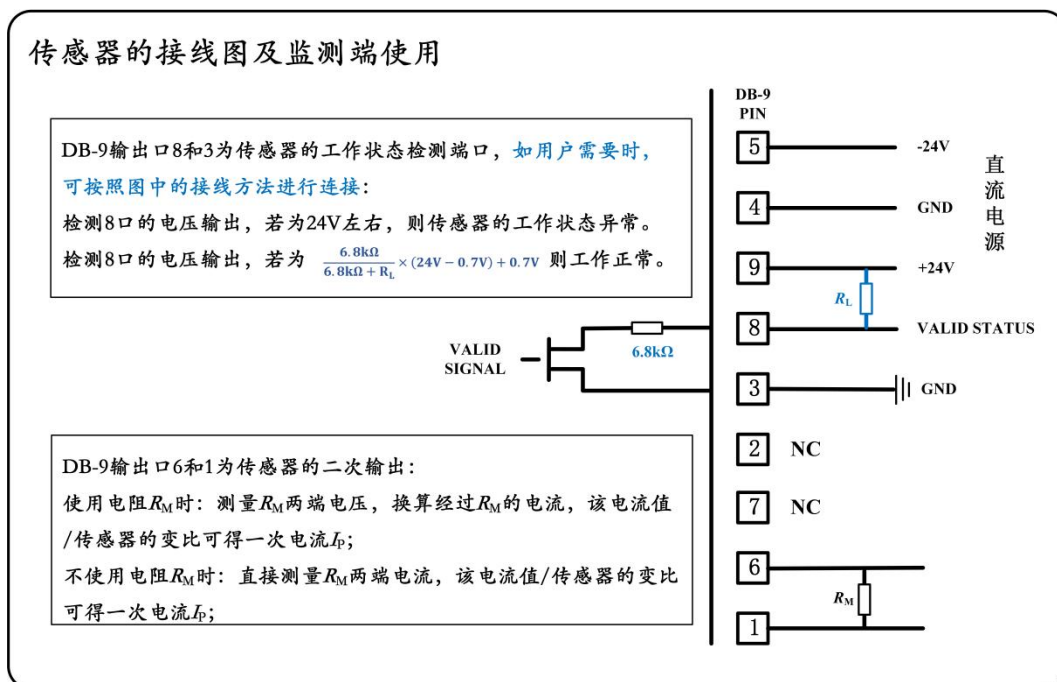 传感器的接线图及监测端使用
DB-9输出口8和3为传感器的工作状态检测端口，如用户需要时，
可按照图中的接线方法进行连接：
检测8口的电压输出，若为24V左右，则传感器的工作状态异常。
检测8口的电压输出，若为 6.8kΩ/(6.8kΩ + R_L) × (24V − 0.7V) + 0.7V 则工作正常。
DB-9
PIN
5 -24V
4 GND
9 +24V
R_L
8 VALID STATUS
3 GND
2 NC
7 NC
6
R_M
1
直流电源
VALID
SIGNAL
6.8kΩ
DB-9输出口6和1为传感器的二次输出：
使用电阻R_M时：测量R_M两端电压，换算经过R_M的电流，该电流值
/传感器的变比可得一次电流I_P；
不使用电阻R_M时：直接测量R_M两端电流，该电流值/传感器的变比
可得一次电流I_P；